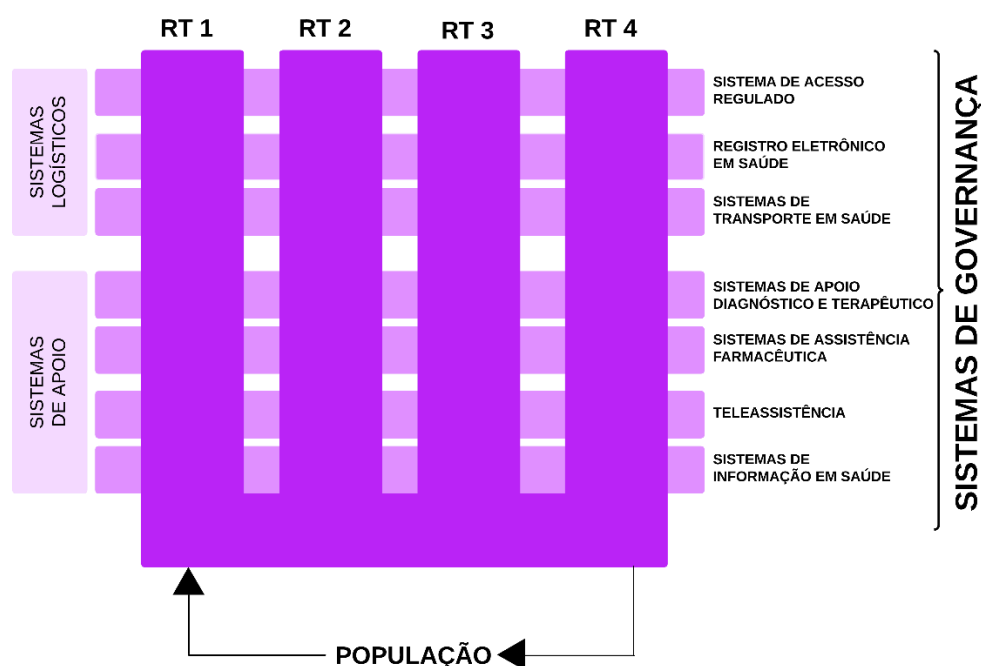 RT 1
RT 2
RT 3
RT 4
SISTEMAS
LOGÍSTICOS
SISTEMA DE ACESSO
REGULADO
REGISTRO ELETRÔNICO
EM SAÚDE
SISTEMAS DE
TRANSPORTE EM SAÚDE
SISTEMAS
DE APOIO
SISTEMAS DE APOIO
DIAGNÓSTICO E TERAPÊUTICO
SISTEMAS DE ASSISTÊNCIA
FARMACÊUTICA
TELEASSISTÊNCIA
SISTEMAS DE
INFORMAÇÃO EM SAÚDE
SISTEMAS DE GOVERNANÇA
POPULAÇÃO